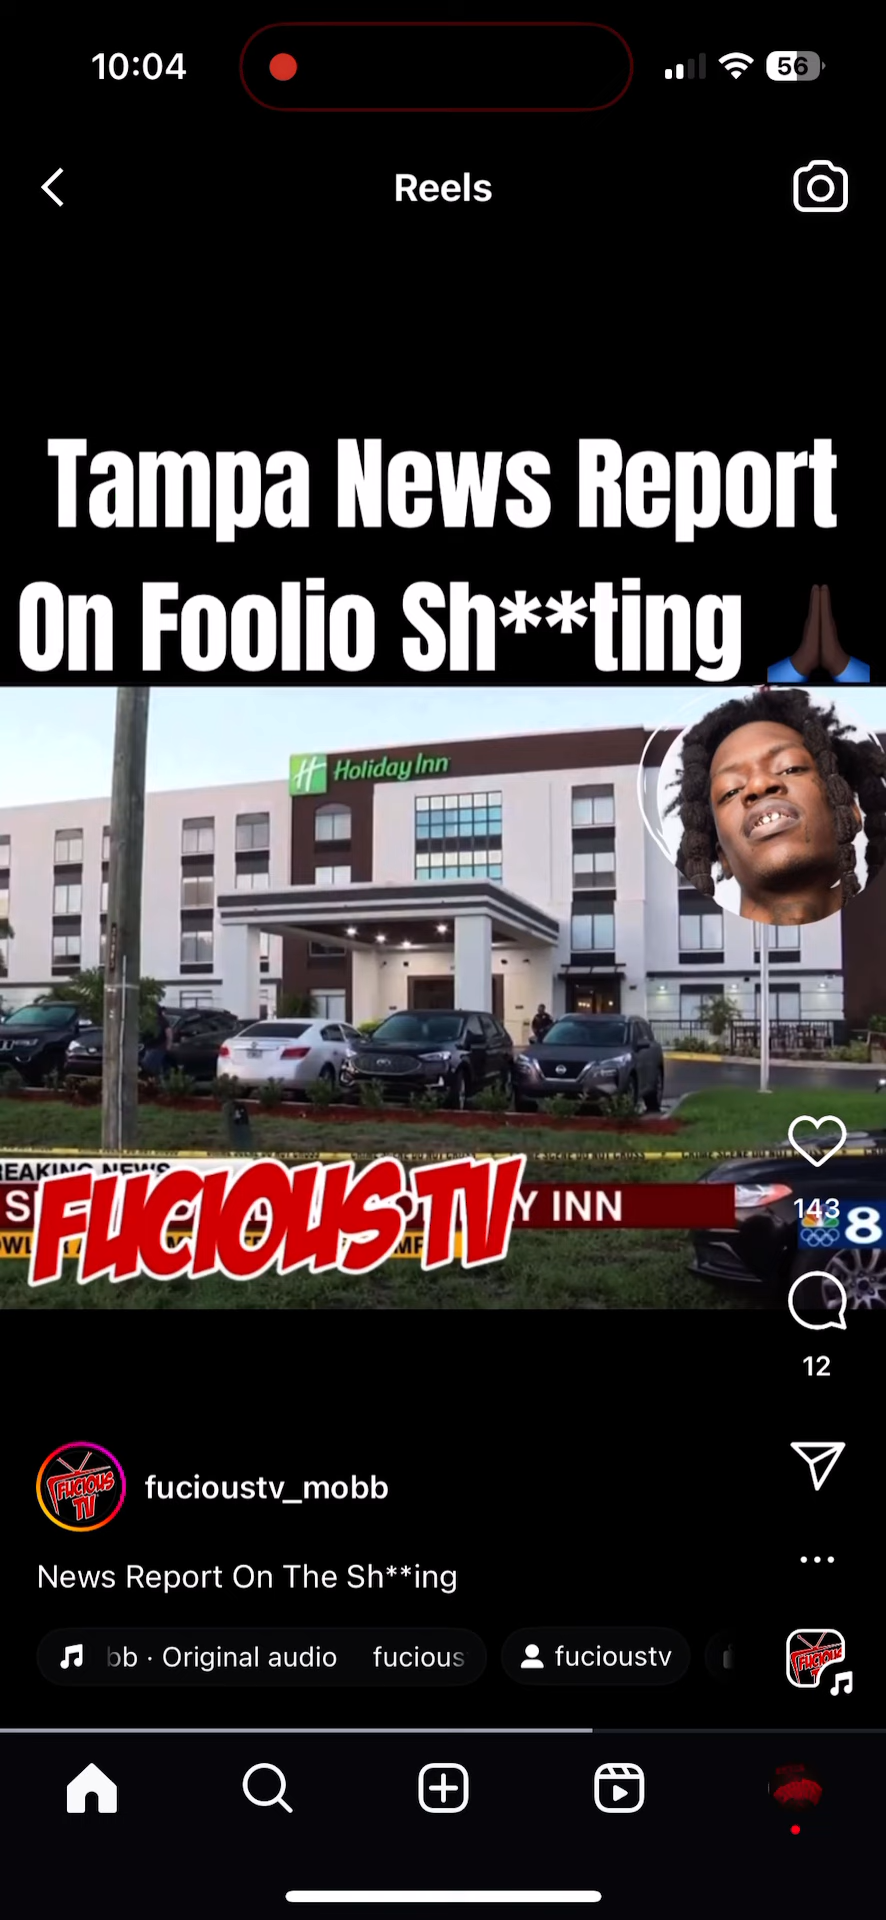 10:04
56
Reels
Tampa News Report
On Foolio Sh**ting
Holiday Inn
FUCIOUS TV
Y INN
8
143
12
fucioustv_mobb
News Report On The Sh**ing
bb · Original audio fucious
fucioustv